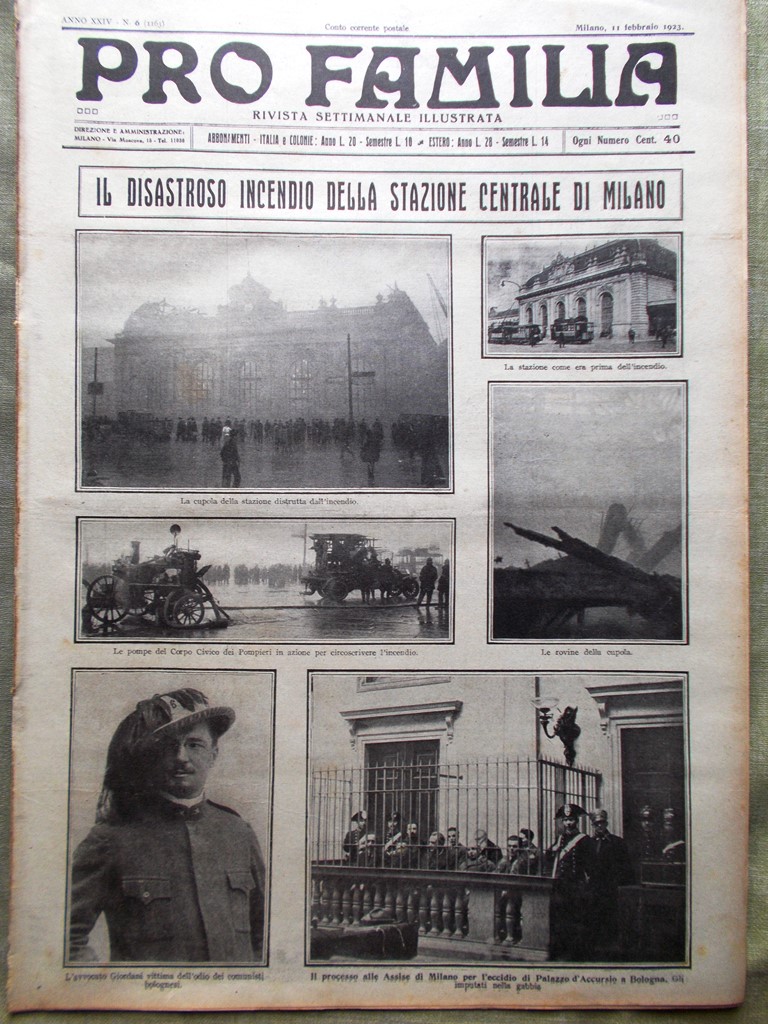 ANNO XXIV - N. 6 (1163)
Conto corrente postale
Milano, 11 febbraio 1923.
PRO FAMILIA
RIVISTA SETTIMANALE ILLUSTRATA
DIREZIONE E AMMINISTRAZIONE:
MILANO - Via Moscova,
ABBONAMENTI - ITALIA e COLONIE: Anno L. 20 - Semestre L. 10 - ESTERO: Anno L. 28 - Semestre L. 14
Ogni Numero Cent. 40
IL DISASTROSO INCENDIO DELLA STAZIONE CENTRALE DI MILANO
La stazione come era prima dell'incendio.
La cupola della stazione distrutta dall'incendio.
Le pompe del Corpo Civico dei Pompieri in azione per circoscrivere l'incendio.
Le rovine della cupola.
Giordani vittima dell'odio dei comunisti
bolognesi.
Il processo alle Assise di Milano per l'eccidio di Palazzo d'Accursio a Bologna. Gli
imputati nella gabbia